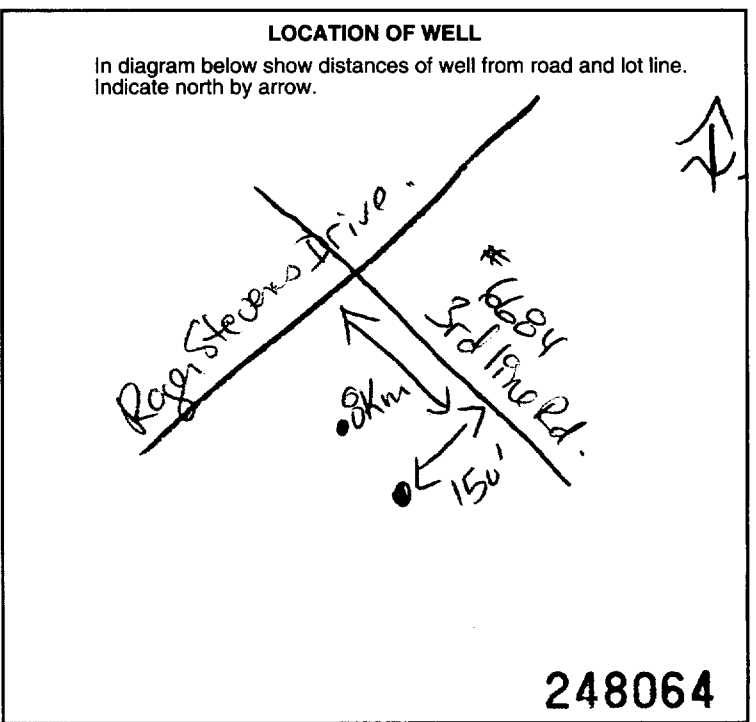 LOCATION OF WELL
In diagram below show distances of well from road and lot line.
Indicate north by arrow.
Roger Stevens Drive.
# 6684
3rd line Rd.
.8Km
150'
248064